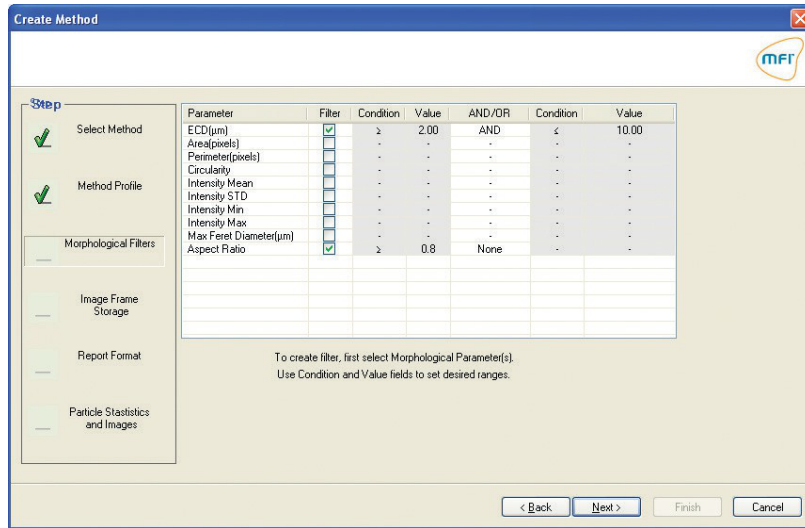 Create Method
MFI
Step
Select Method
Method Profile
Morphological Filters
Image Frame
Storage
Report Format
Particle Stastistics
and Images
Parameter Filter Condition Value AND/OR Condition Value
ECD(µm) ≥ 2.00 AND ≤ 10.00
Area(pixels) - - - - -
Perimeter(pixels) - - - - -
Circularity - - - - -
Intensity Mean - - - - -
Intensity STD - - - - -
Intensity Min - - - - -
Intensity Max - - - - -
Max Feret Diameter(µm) - - - - -
Aspect Ratio ≥ 0.8 None - -
To create filter, first select Morphological Parameter(s).
Use Condition and Value fields to set desired ranges.
< Back Next > Finish Cancel